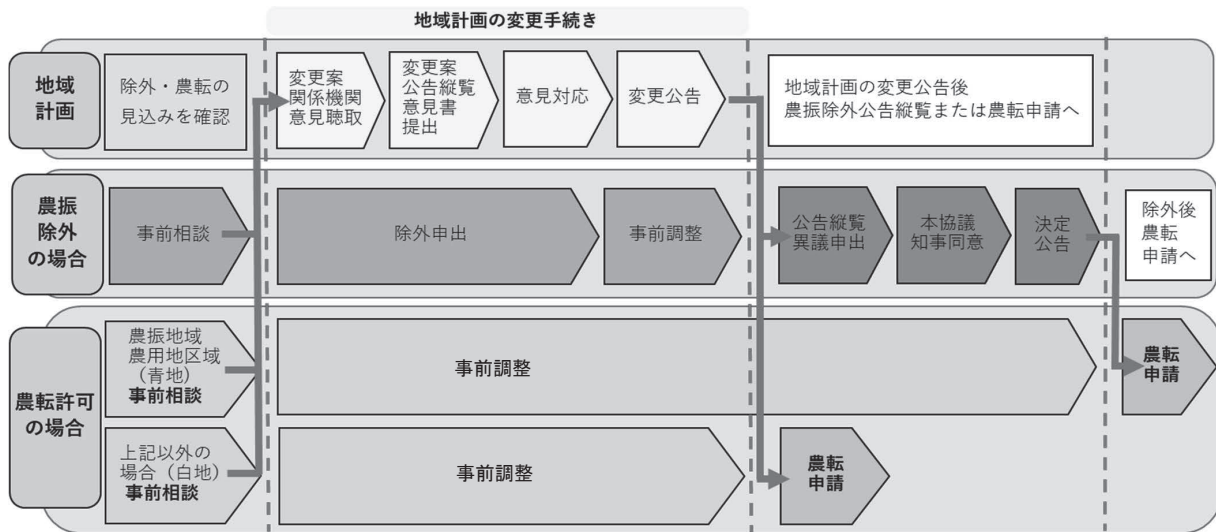 地域計画の変更手続き
地域
計画
除外・農転の
見込みを確認
変更案
関係機関
意見聴取
変更案
公告縦覧
意見書
提出
意見対応
変更公告
地域計画の変更公告後
農振除外公告縦覧または農転申請へ
農振
除外
の場合
事前相談
除外申出
事前調整
公告縦覧
異議申出
本協議
知事同意
決定
公告
除外後
農転
申請へ
農転許可
の場合
農振地域
農用地区域
（青地）
事前相談
事前調整
農転
申請
上記以外の
場合（白地）
事前相談
事前調整
農転
申請